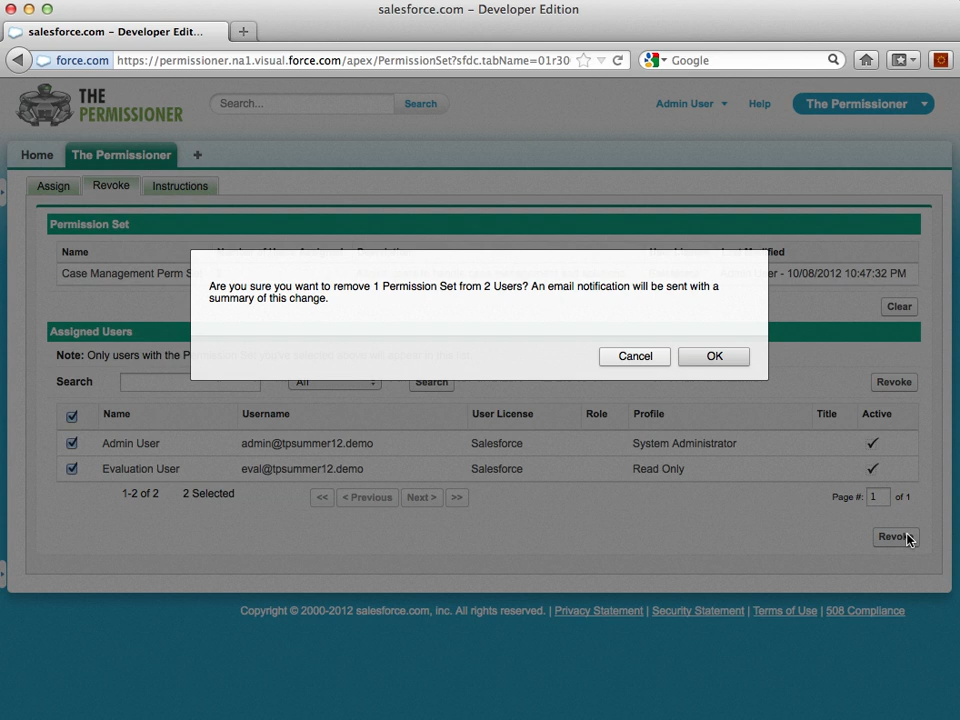 salesforce.com - Developer Edition
salesforce.com - Developer Edit...
force.com https://permissioner.na1.visual.force.com/apex/PermissionSet?sfdc.tabName=01r30 Google
THE PERMISSIONER Search... Search Admin User Help The Permissioner
Home The Permissioner +
Assign Revoke Instructions
Permission Set
Name
Case Management Perm S User - 10/08/2012 10:47:32 PM
Are you sure you want to remove 1 Permission Set from 2 Users? An email notification will be sent with a
summary of this change.
Clear
Assigned Users
Note: Only users with the
Cancel OK
Search All Search Revoke
Name Username User License Role Profile Title Active
Admin User admin@tpsummer12.demo Salesforce System Administrator
Evaluation User eval@tpsummer12.demo Salesforce Read Only
1-2 of 2 2 Selected << < Previous Next > >> Page #: 1 of 1
Revoke
Copyright © 2000-2012 salesforce.com, inc. All rights reserved. | Privacy Statement | Security Statement | Terms of Use | 508 Compliance